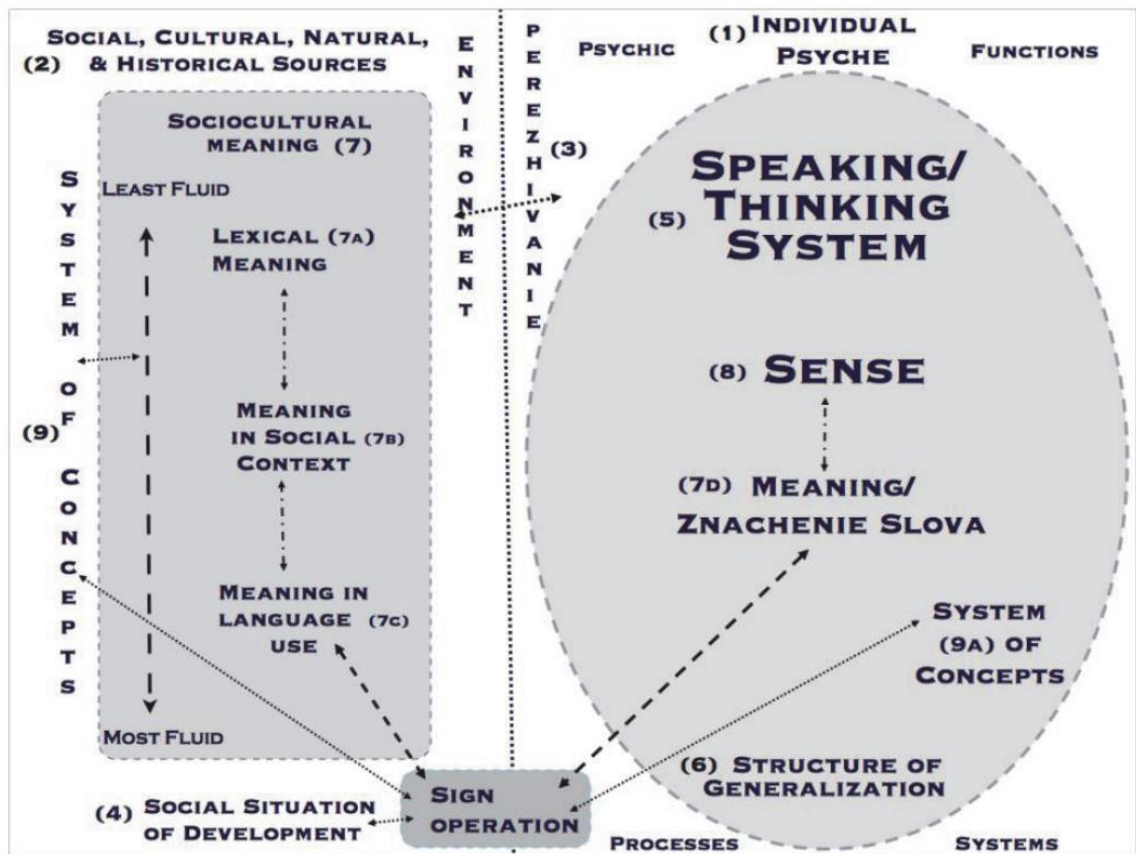 SOCIAL, CULTURAL, NATURAL,
(2) & HISTORICAL SOURCES
ENVIRONMENT
PEREZHIVANIE
(3)
PSYCHIC
(1) INDIVIDUAL
PSYCHE
FUNCTIONS
SYSTEM OF CONCEPTS
(9)
SOCIOCULTURAL
MEANING (7)
LEAST FLUID
LEXICAL (7A)
MEANING
MEANING
IN SOCIAL (7B)
CONTEXT
MEANING IN
LANGUAGE (7C)
USE
MOST FLUID
SPEAKING/
(5) THINKING
SYSTEM
(8) SENSE
(7D) MEANING/
ZNACHENIE SLOVA
SYSTEM
(9A) OF
CONCEPTS
(6) STRUCTURE OF
GENERALIZATION
(4) SOCIAL SITUATION
OF DEVELOPMENT
SIGN
OPERATION
PROCESSES
SYSTEMS